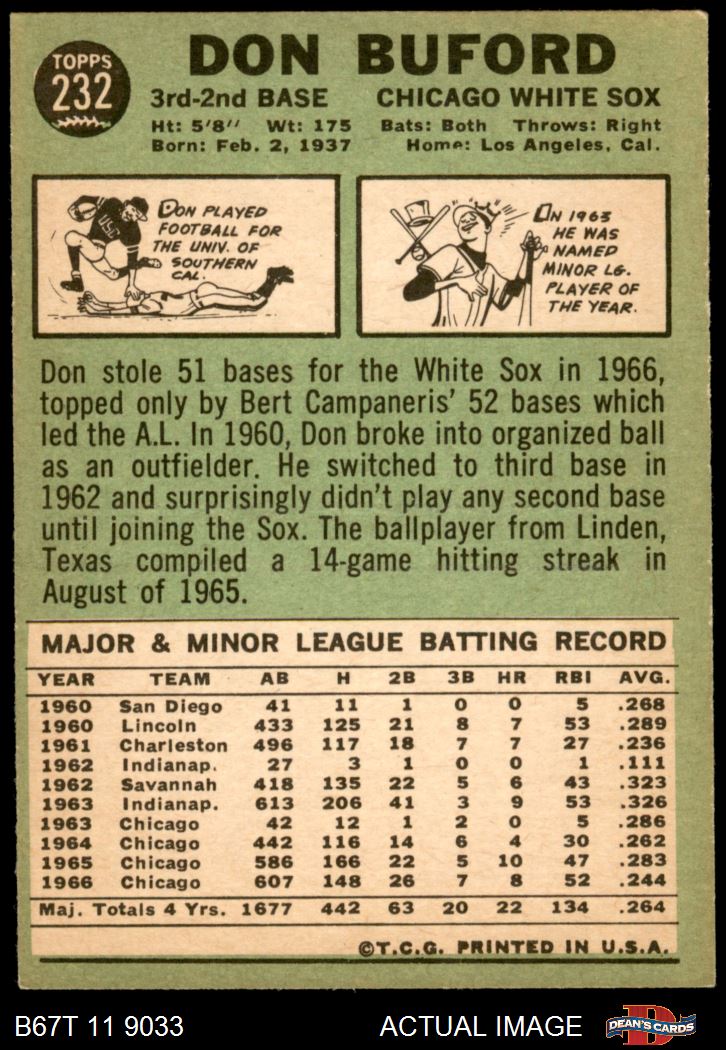 TOPPS
232
DON BUFORD
3rd-2nd BASE CHICAGO WHITE SOX
Ht: 5'8" Wt: 175 Bats: Both Throws: Right
Born: Feb. 2, 1937 Home: Los Angeles, Cal.
USC
DON PLAYED
FOOTBALL FOR
THE UNIV. OF
SOUTHERN
CAL.
IN 1963
HE WAS
NAMED
MINOR LG.
PLAYER OF
THE YEAR.
Don stole 51 bases for the White Sox in 1966,
topped only by Bert Campaneris' 52 bases which
led the A.L. In 1960, Don broke into organized ball
as an outfielder. He switched to third base in
1962 and surprisingly didn't play any second base
until joining the Sox. The ballplayer from Linden,
Texas compiled a 14-game hitting streak in
August of 1965.
MAJOR & MINOR LEAGUE BATTING RECORD
YEAR TEAM AB H 2B 3B HR RBI AVG.
1960 San Diego 41 11 1 0 0 5 .268
1960 Lincoln 433 125 21 8 7 53 .289
1961 Charleston 496 117 18 7 7 27 .236
1962 Indianap. 27 3 1 0 0 1 .111
1962 Savannah 418 135 22 5 6 43 .323
1963 Indianap. 613 206 41 3 9 53 .326
1963 Chicago 42 12 1 2 0 5 .286
1964 Chicago 442 116 14 6 4 30 .262
1965 Chicago 586 166 22 5 10 47 .283
1966 Chicago 607 148 26 7 8 52 .244
Maj. Totals 4 Yrs. 1677 442 63 20 22 134 .264
©T.C.G. PRINTED IN U.S.A.
B67T 11 9033 ACTUAL IMAGE
DEAN'S CARDS